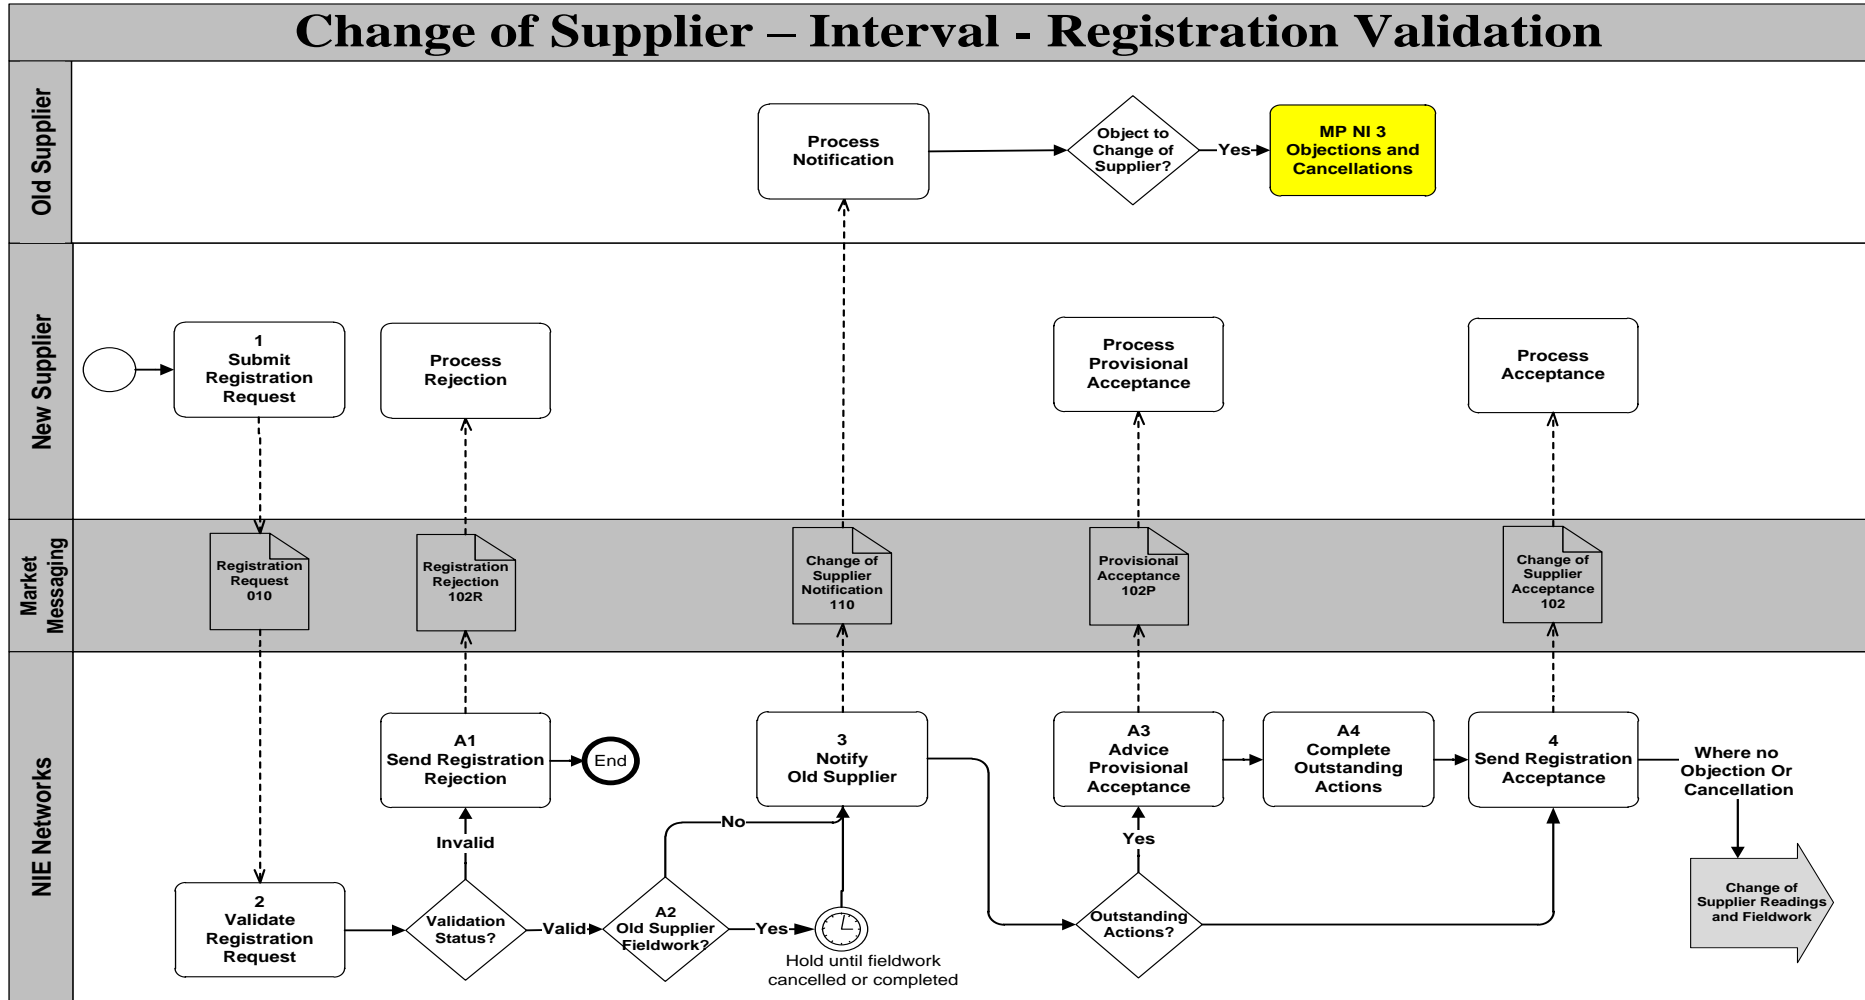 Change of Supplier – Interval - Registration Validation
Old Supplier
Process
Notification
Object to
Change of
Supplier?
Yes
MP NI 3
Objections and
Cancellations
New Supplier
1
Submit
Registration
Request
Process
Rejection
Process
Provisional
Acceptance
Process
Acceptance
Market
Messaging
Registration
Request
010
Registration
Rejection
102R
Change of
Supplier
Notification
110
Provisional
Acceptance
102P
Change of
Supplier
Acceptance
102
NIE Networks
A1
Send Registration
Rejection
End
3
Notify
Old Supplier
A3
Advice
Provisional
Acceptance
A4
Complete
Outstanding
Actions
4
Send Registration
Acceptance
Where no
Objection Or
Cancellation
Invalid
No
Yes
2
Validate
Registration
Request
Validation
Status?
Valid
A2
Old Supplier
Fieldwork?
Yes
Hold until fieldwork
cancelled or completed
Outstanding
Actions?
Change of
Supplier Readings
and Fieldwork